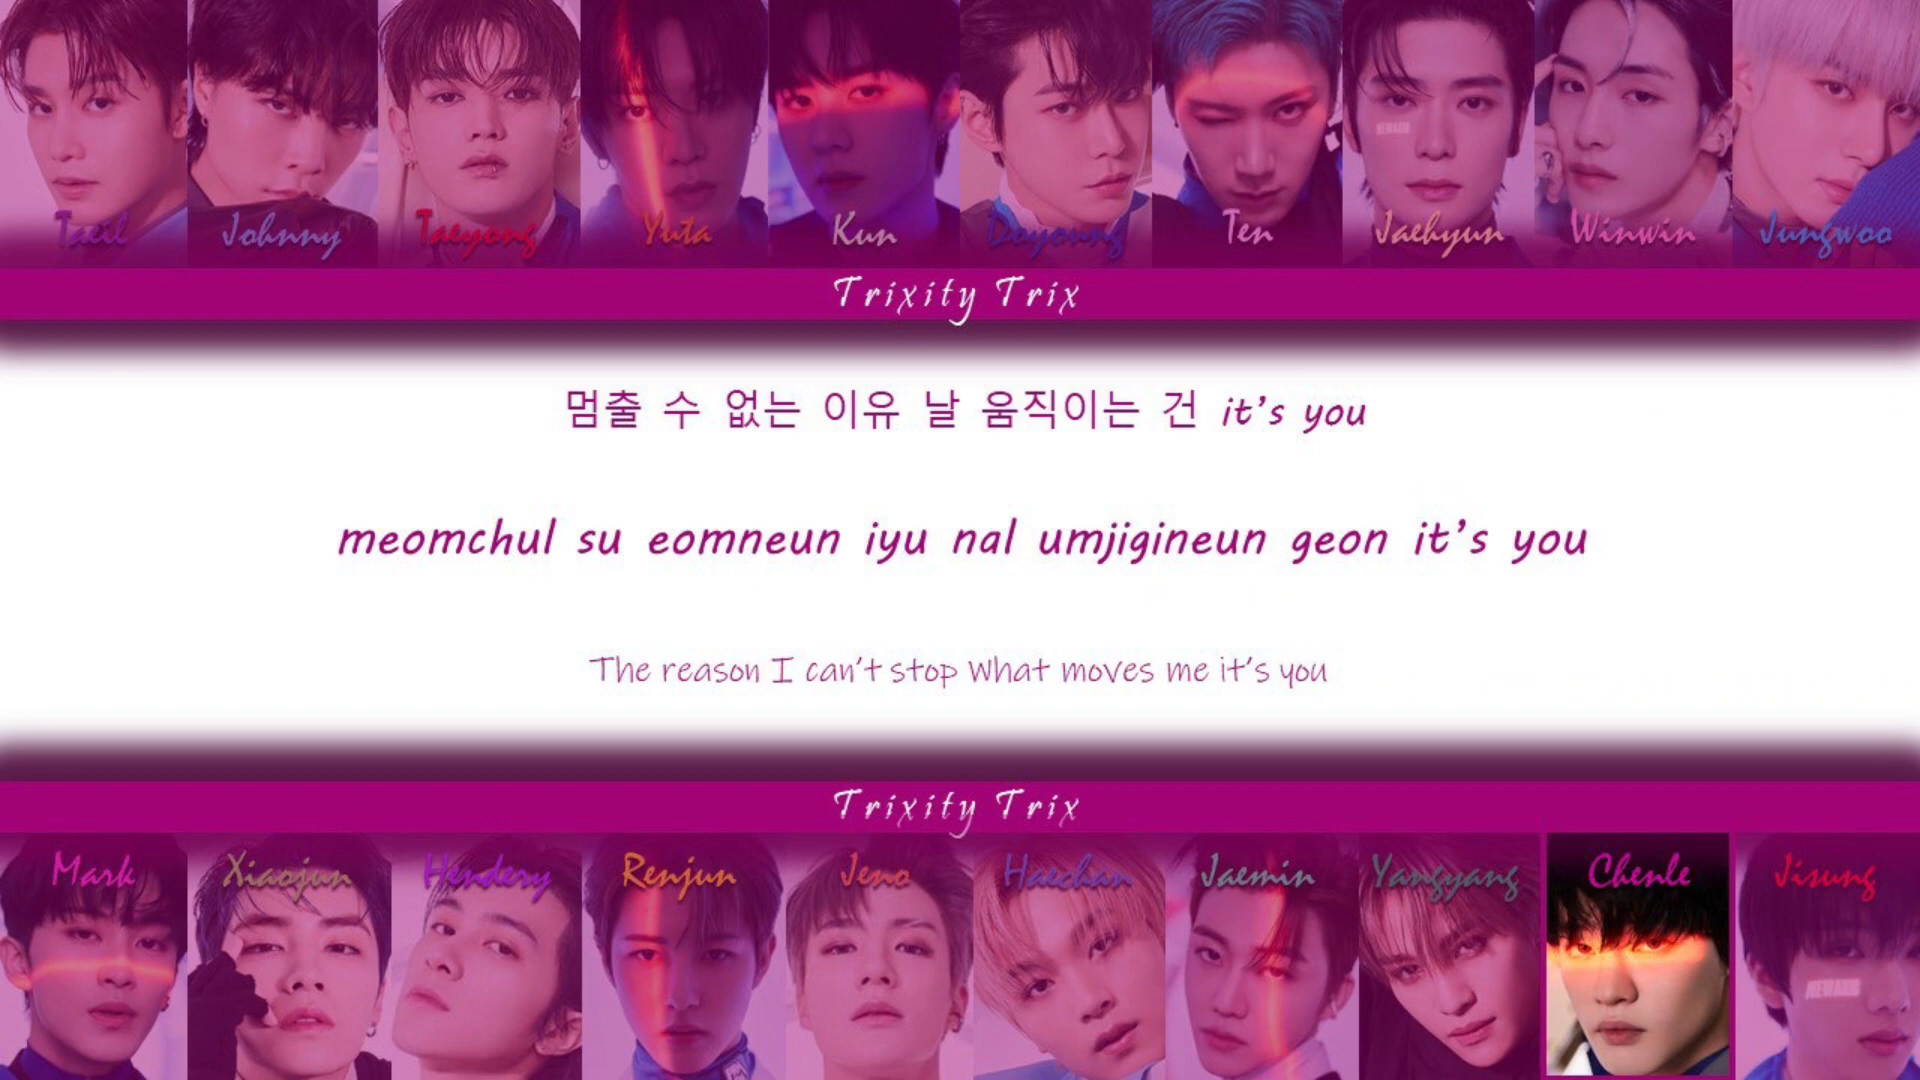 Taeil Johnny Taeyong Yuta Kun Doyoung Ten Jaehyun Winwin Jungwoo
Trixity Trix
멈출 수 없는 이유 날 움직이는 건 it's you
meomchul su eomneun iyu nal umjigineun geon it's you
The reason I can't stop What moves me it's you
Trixity Trix
Mark Xiaojun Hendery Renjun Jeno Haechan Jaemin Yangyang Chenle Jisung